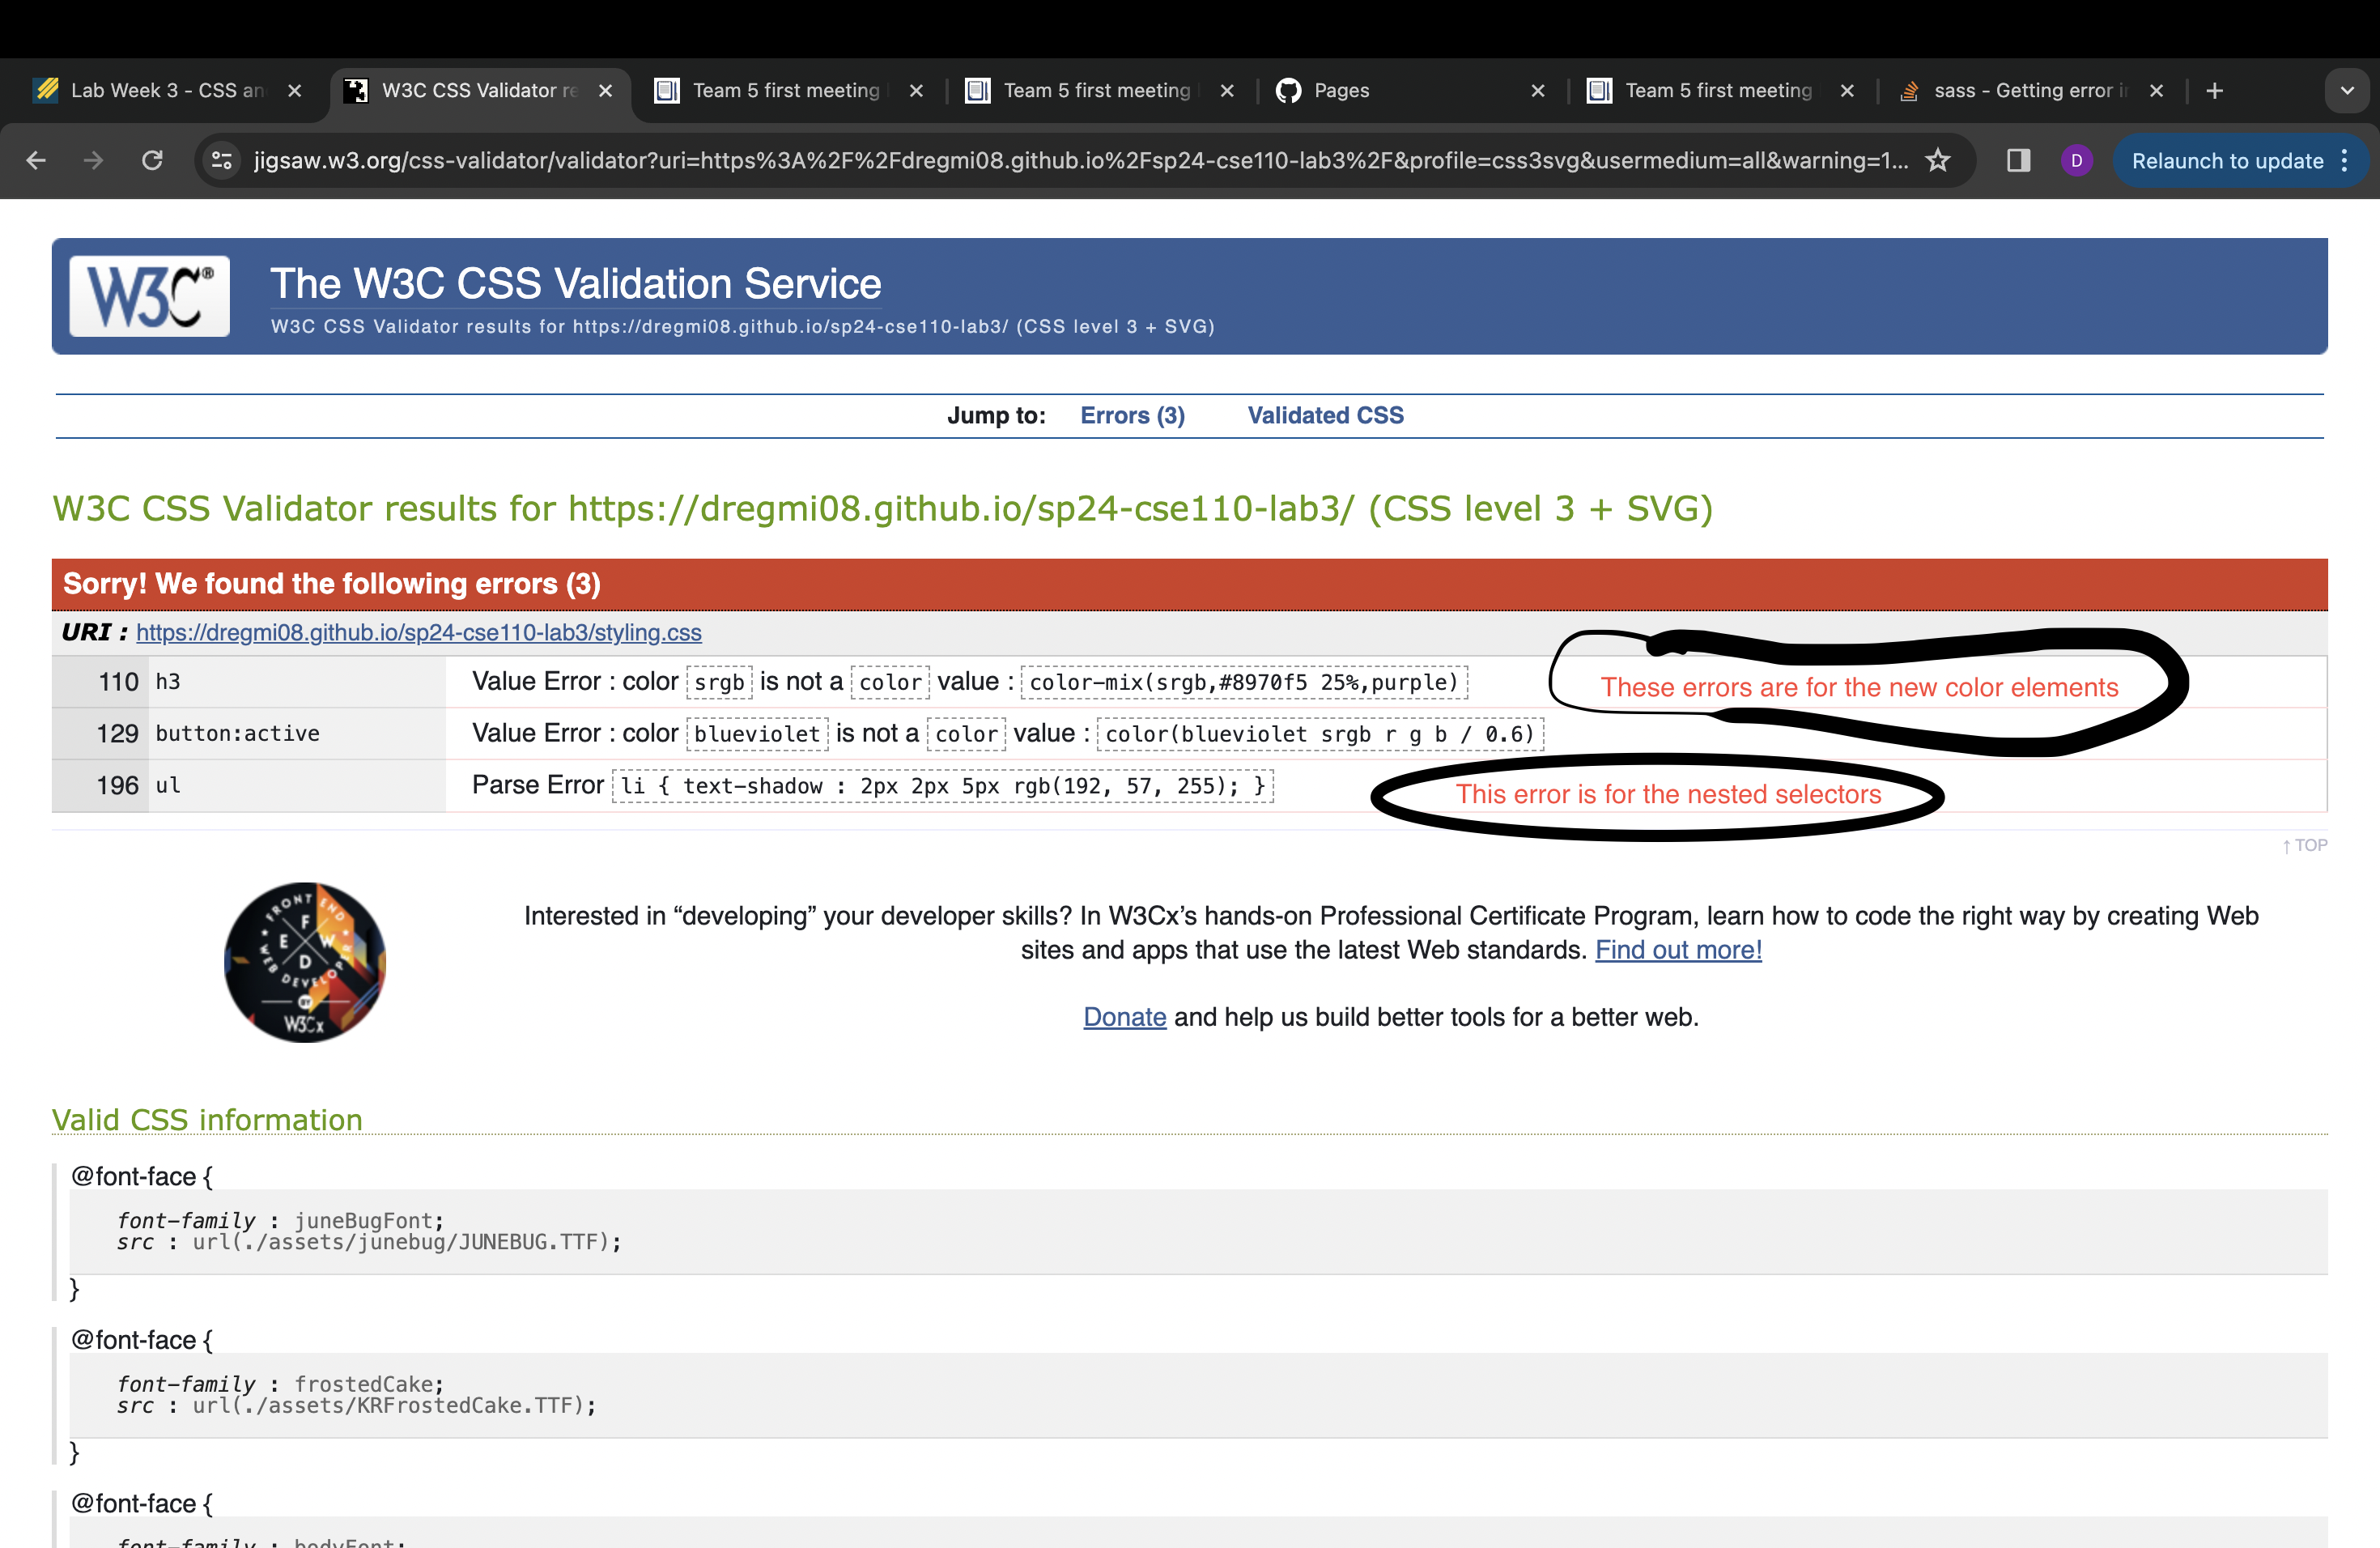 Lab Week 3 - CSS an
W3C CSS Validator re
Team 5 first meeting
Team 5 first meeting
Pages
Team 5 first meeting
sass - Getting error i
jigsaw.w3.org/css-validator/validator?uri=https%3A%2F%2Fdregmi08.github.io%2Fsp24-cse110-lab3%2F&profile=css3svg&usermedium=all&warning=1...
D
Relaunch to update
W3C®
The W3C CSS Validation Service
W3C CSS Validator results for https://dregmi08.github.io/sp24-cse110-lab3/ (CSS level 3 + SVG)
Jump to: Errors (3) Validated CSS
W3C CSS Validator results for https://dregmi08.github.io/sp24-cse110-lab3/ (CSS level 3 + SVG)
Sorry! We found the following errors (3)
URI : https://dregmi08.github.io/sp24-cse110-lab3/styling.css
110 h3 Value Error : color srgb is not a color value : color-mix(srgb,#8970f5 25%,purple)
These errors are for the new color elements
129 button:active Value Error : color blueviolet is not a color value : color(blueviolet srgb r g b / 0.6)
196 ul Parse Error li { text-shadow : 2px 2px 5px rgb(192, 57, 255); }
This error is for the nested selectors
↑ TOP
FRONT END WEB DEVELOPER
F
E W
D
BY
W3Cx
Interested in “developing” your developer skills? In W3Cx’s hands-on Professional Certificate Program, learn how to code the right way by creating Web
sites and apps that use the latest Web standards. Find out more!
Donate and help us build better tools for a better web.
Valid CSS information
@font-face {
font-family : juneBugFont;
src : url(./assets/junebug/JUNEBUG.TTF);
}
@font-face {
font-family : frostedCake;
src : url(./assets/KRFrostedCake.TTF);
}
@font-face {
font-family : bodyFont;